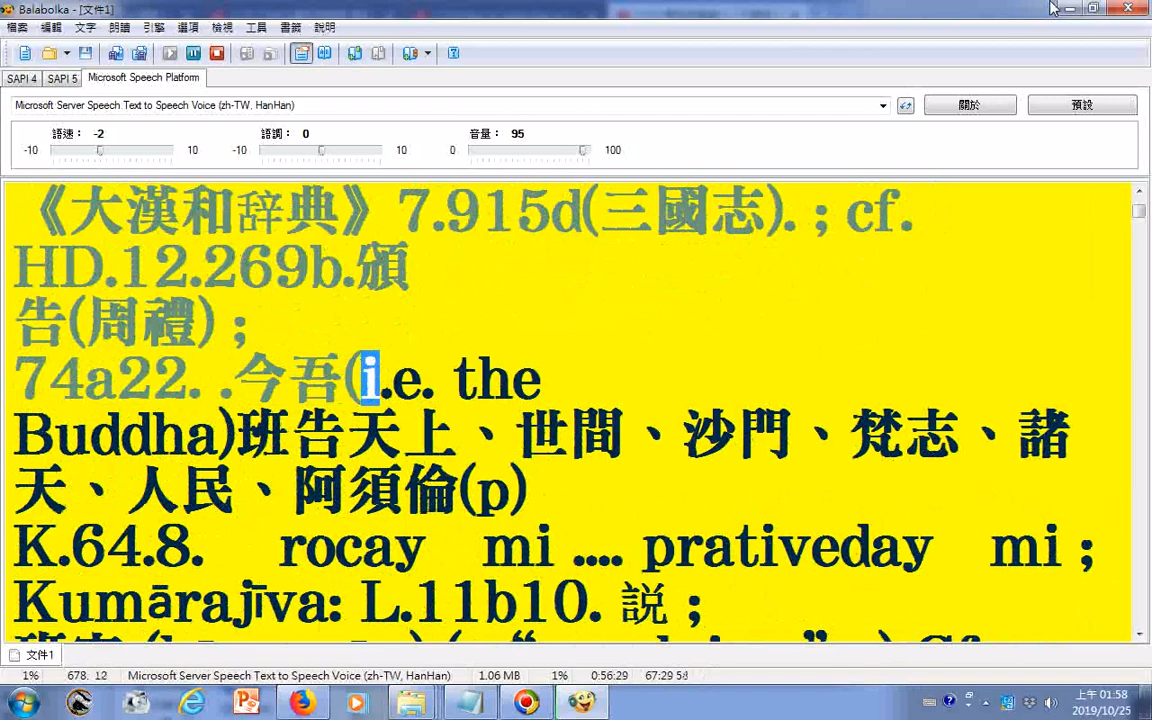 Balabolka - [文件1]
檔案 編輯 文字 朗讀 引擎 選項 檢視 工具 書籤 說明
SAPI 4 SAPI 5 Microsoft Speech Platform
Microsoft Server Speech Text to Speech Voice (zh-TW, HanHan) 關於 預設
語速： -2 語調： 0 音量： 95
-10 10 -10 10 0 100
《大漢和辞典》7.915d(三國志). ; cf.
HD.12.269b.頒
告(周禮) ;
74a22. .今吾(i.e. the
Buddha)班告天上、世間、沙門、梵志、諸
天、人民、阿須倫(p)
K.64.8. rocay mi .... prativeday mi ;
Kumārajīva: L.11b10. 説 ;
文件1
1% 678. 12 Microsoft Server Speech Text to Speech Voice (zh-TW, HanHan) 1.06 MB 1% 0:56:29 67:29:5
上午 01:58
2019/10/25